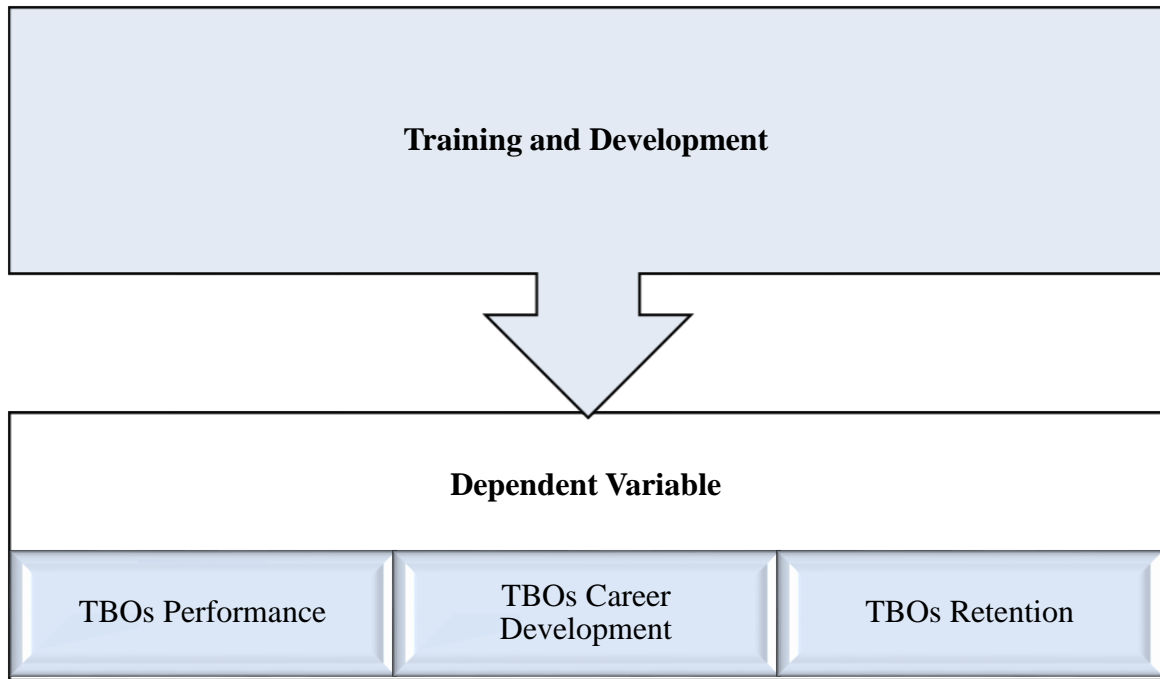 Training and Development
Dependent Variable
TBOs Performance
TBOs Career
Development
TBOs Retention